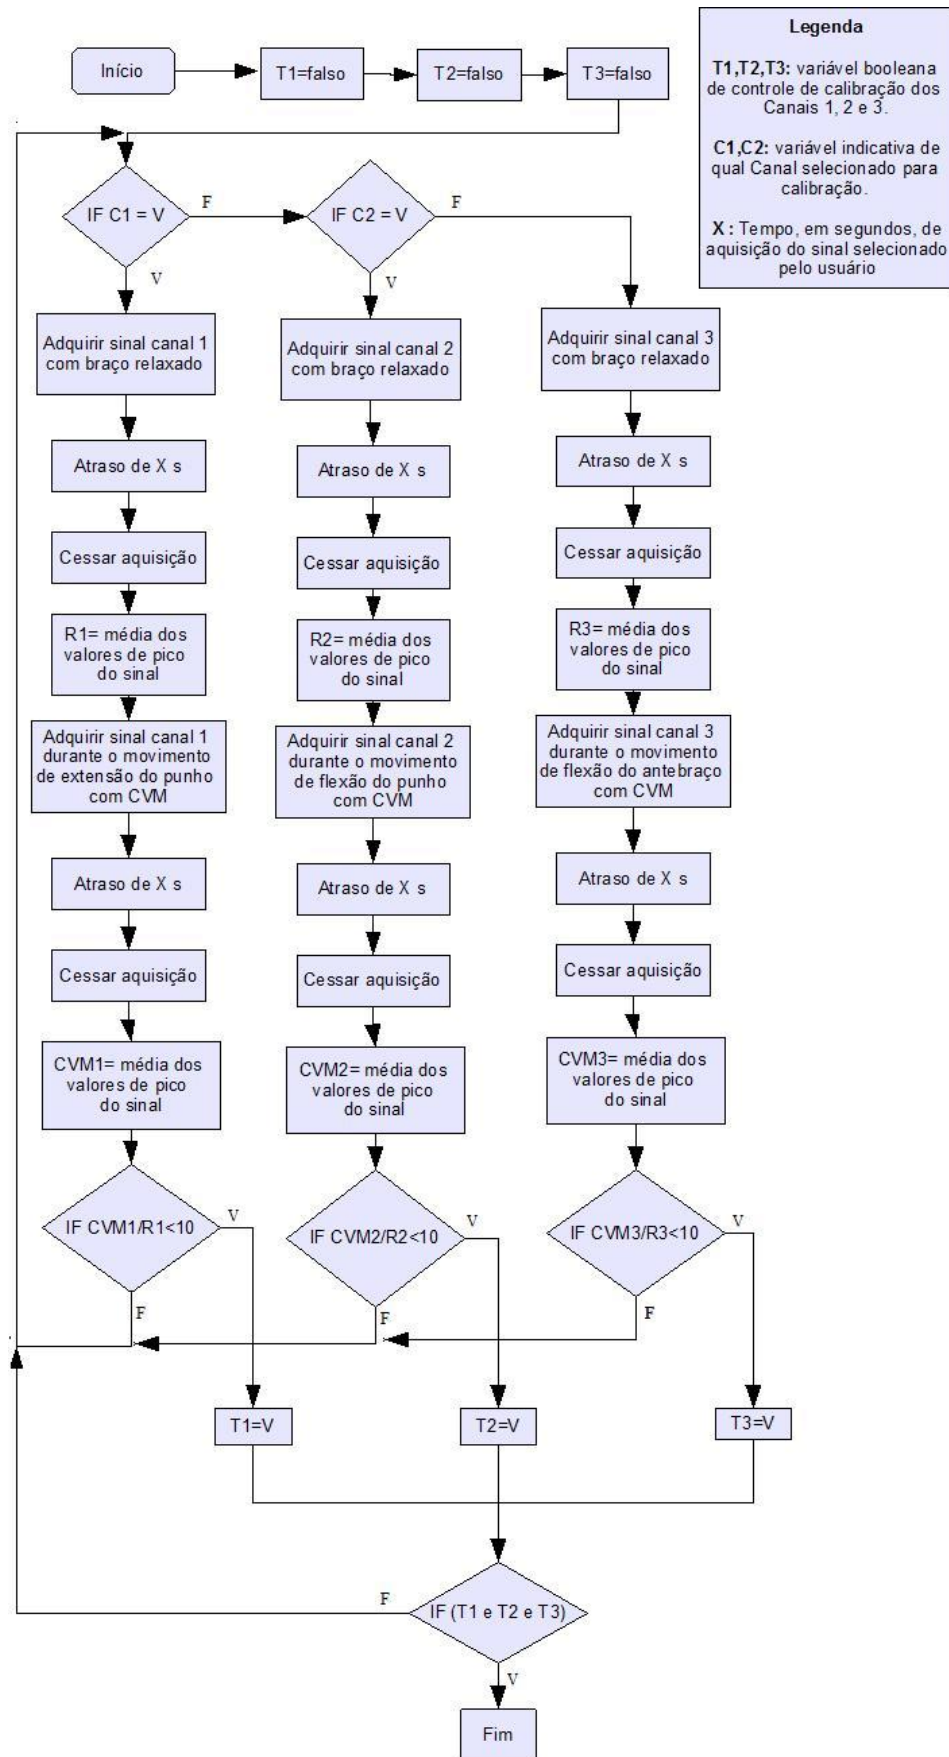 Início
T1=falso
T2=falso
T3=falso
Legenda
T1,T2,T3: variável booleana
de controle de calibração dos
Canais 1, 2 e 3.
C1,C2: variável indicativa de
qual Canal selecionado para
calibração.
X : Tempo, em segundos, de
aquisição do sinal selecionado
pelo usuário
IF C1 = V
F
V
IF C2 = V
F
V
Adquirir sinal canal 1
com braço relaxado
Atraso de X s
Cessar aquisição
R1= média dos
valores de pico
do sinal
Adquirir sinal canal 1
durante o movimento
de extensão do punho
com CVM
Atraso de X s
Cessar aquisição
CVM1= média dos
valores de pico
do sinal
IF CVM1/R1<10
V
F
T1=V
Adquirir sinal canal 2
com braço relaxado
Atraso de X s
Cessar aquisição
R2= média dos
valores de pico
do sinal
Adquirir sinal canal 2
durante o movimento
de flexão do punho
com CVM
Atraso de X s
Cessar aquisição
CVM2= média dos
valores de pico
do sinal
IF CVM2/R2<10
V
F
T2=V
Adquirir sinal canal 3
com braço relaxado
Atraso de X s
Cessar aquisição
R3= média dos
valores de pico
do sinal
Adquirir sinal canal 3
durante o movimento
de flexão do antebraço
com CVM
Atraso de X s
Cessar aquisição
CVM3= média dos
valores de pico
do sinal
IF CVM3/R3<10
V
F
T3=V
IF (T1 e T2 e T3)
F
V
Fim